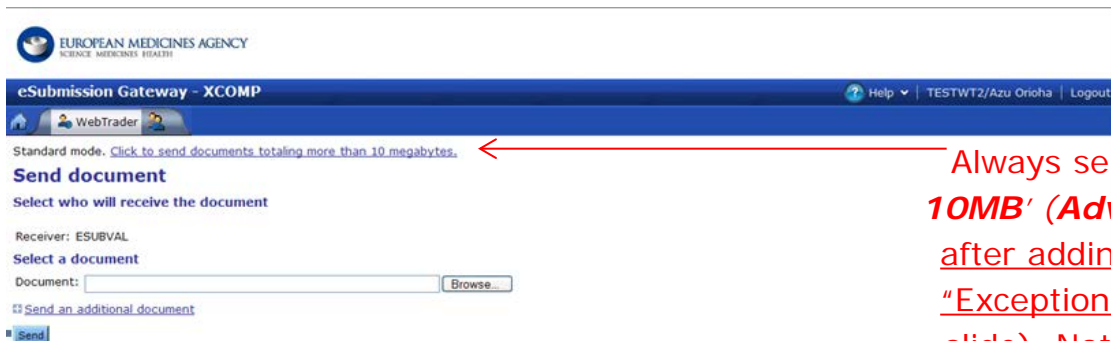 EUROPEAN MEDICINES AGENCY
SCIENCE MEDICINES HEALTH
eSubmission Gateway - XCOMP
Help | TESTWT2/Azu Orioha | Logout
WebTrader
Standard mode. Click to send documents totaling more than 10 megabytes.
Send document
Select who will receive the document
Receiver: ESUBVAL
Select a document
Document: Browse...
Send an additional document
Send
Always se
10MB' (Adv
after addin
"Exception